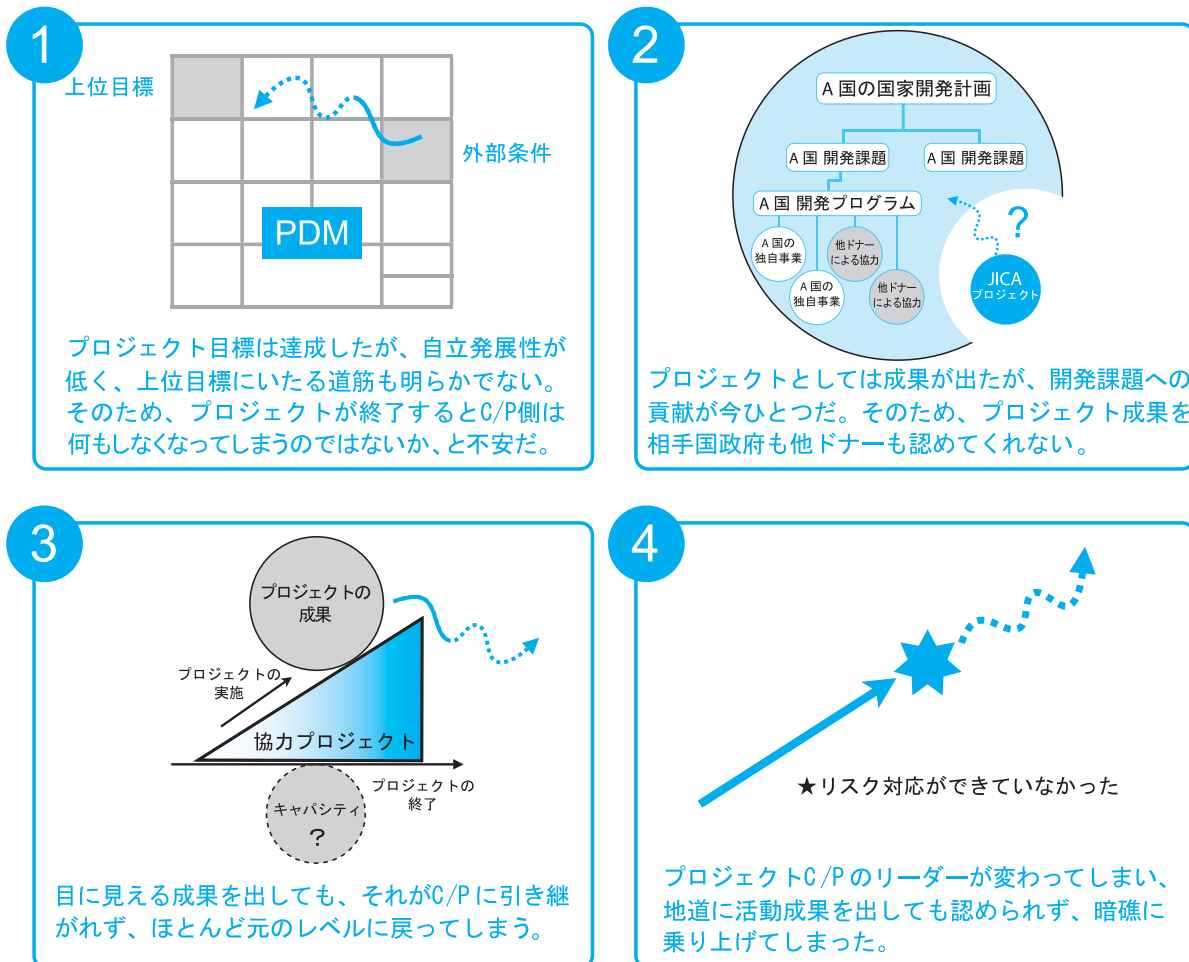 1
上位目標
外部条件
PDM
プロジェクト目標は達成したが、自立発展性が
低く、上位目標にいたる道筋も明らかでない。
そのため、プロジェクトが終了するとC/P側は
何もしなくなってしまうのではないか、と不安だ。
2
A国の国家開発計画
A国 開発課題
A国 開発課題
A国 開発プログラム
A国の
独自事業
他ドナー
による協力
A国の
独自事業
他ドナー
による協力
?
JICA
プロジェクト
プロジェクトとしては成果が出たが、開発課題への
貢献が今ひとつだ。そのため、プロジェクト成果を
相手国政府も他ドナーも認めてくれない。
3
プロジェクトの
成果
プロジェクトの
実施
協力プロジェクト
プロジェクトの
終了
キャパシティ
?
目に見える成果を出しても、それがC/Pに引き継
がれず、ほとんど元のレベルに戻ってしまう。
4
★リスク対応ができていなかった
プロジェクトC/Pのリーダーが変わってしまい、
地道に活動成果を出しても認められず、暗礁に
乗り上げてしまった。